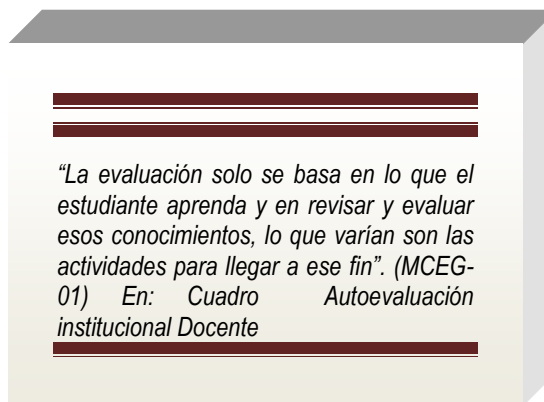 “La evaluación solo se basa en lo que el
estudiante aprenda y en revisar y evaluar
esos conocimientos, lo que varían son las
actividades para llegar a ese fin”. (MCEG-
01) En: Cuadro Autoevaluación
institucional Docente